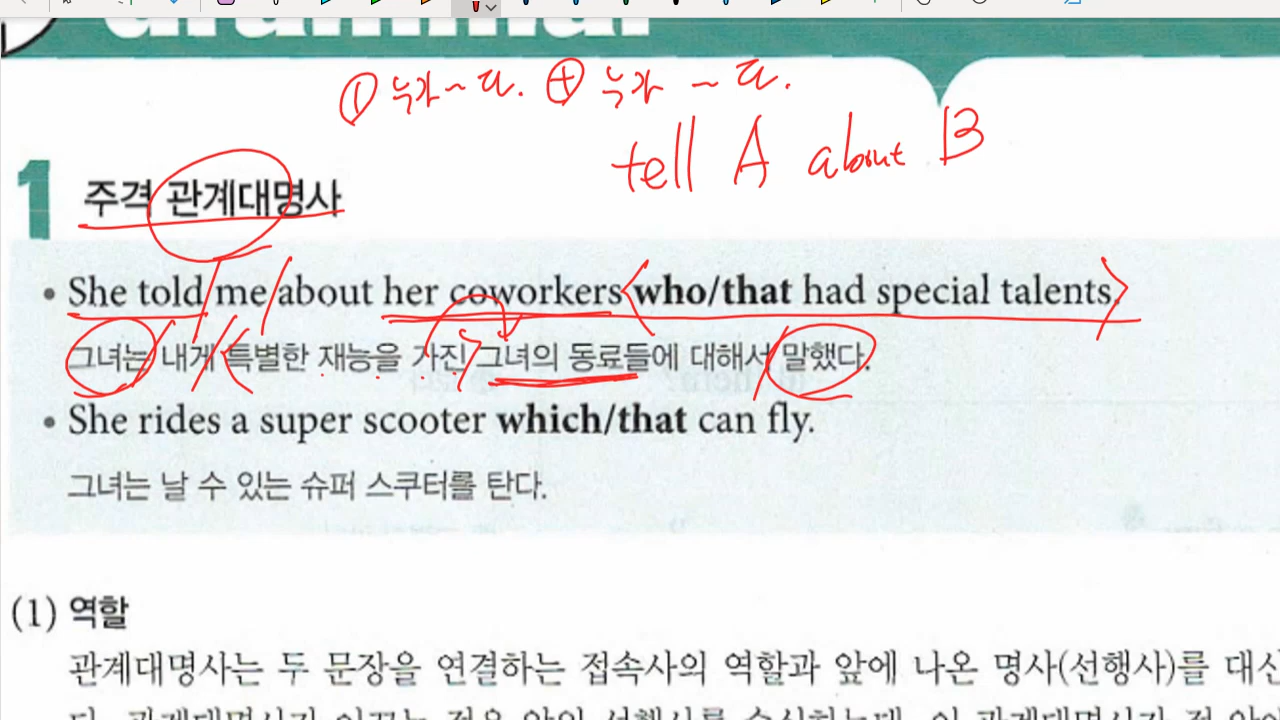 grammar
① 누가 ~ 다. ⊕ 누가 ~ 다.
tell A about B
1 주격 관계대명사
• She told me about her coworkers who/that had special talents.
그녀는 내게 특별한 재능을 가진 그녀의 동료들에 대해서 말했다.
• She rides a super scooter which/that can fly.
그녀는 날 수 있는 슈퍼 스쿠터를 탄다.
(1) 역할
관계대명사는 두 문장을 연결하는 접속사의 역할과 앞에 나온 명사(선행사)를 대신